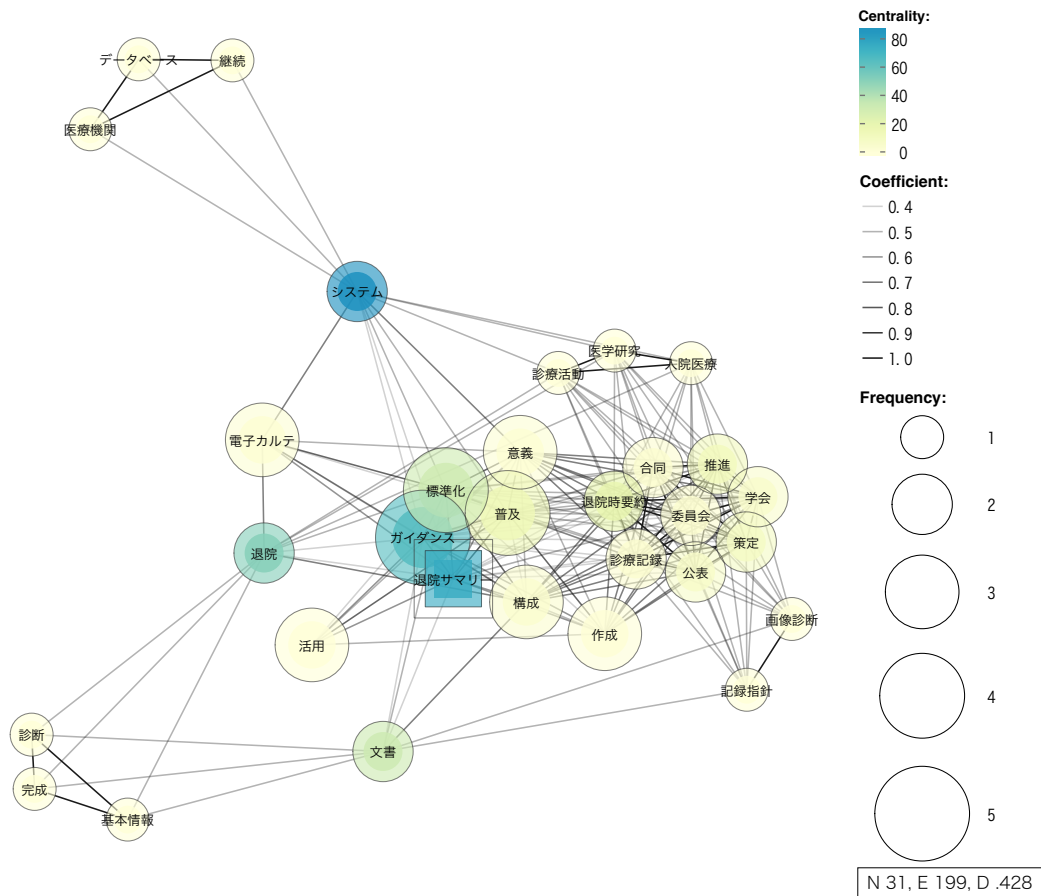 Centrality:
80
60
40
20
0
Coefficient:
0.4
0.5
0.6
0.7
0.8
0.9
1.0
Frequency:
1
2
3
4
5
N 31, E 199, D .428
データベース
継続
医療機関
システム
医学研究
入院医療
診療活動
電子カルテ
意義
合同
推進
標準化
学会
退院時要約
普及
委員会
ガイダンス
策定
退院
診療記録
公表
退院サマリ
構成
画像診断
作成
活用
記録指針
診断
文書
完成
基本情報